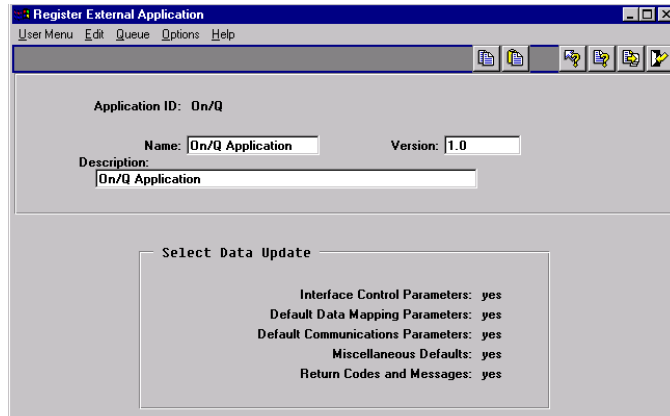 Register External Application
User Menu Edit Queue Options Help
Application ID: On/Q
Name: On/Q Application Version: 1.0
Description:
On/Q Application
Select Data Update
Interface Control Parameters: yes
Default Data Mapping Parameters: yes
Default Communications Parameters: yes
Miscellaneous Defaults: yes
Return Codes and Messages: yes